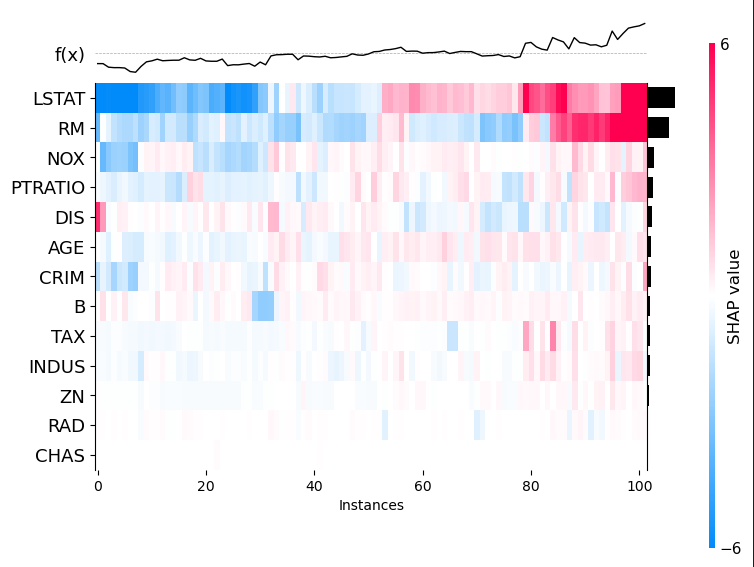 f(x)
6
LSTAT
RM
NOX
PTRATIO
DIS
AGE
CRIM
B
TAX
INDUS
ZN
RAD
CHAS
SHAP value
−6
0 20 40 60 80 100
Instances